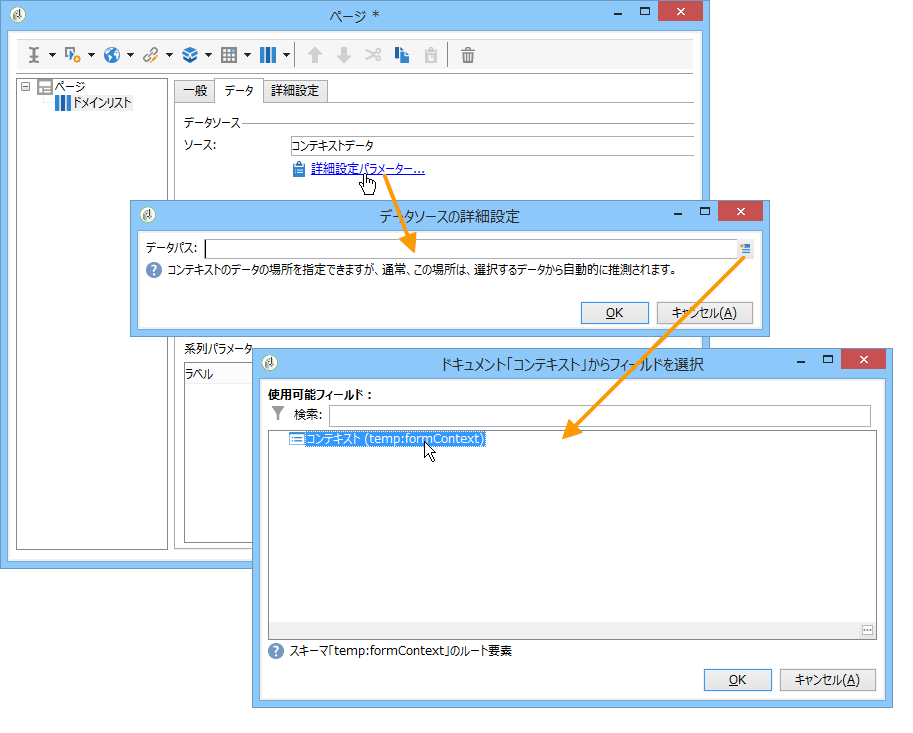 ページ *
ページ
ドメインリスト
一般 データ 詳細設定
データソース
ソース: コンテキストデータ
詳細設定パラメーター...
データソースの詳細設定
データパス:
コンテキストのデータの場所を指定できますが、通常、この場所は、選択するデータから自動的に推測されます。
OK キャンセル(A)
系列パラメータ
ラベル
ドキュメント「コンテキスト」からフィールドを選択
使用可能フィールド:
検索:
コンテキスト (temp:formContext)
スキーマ「temp:formContext」のルート要素
OK キャンセル(A)